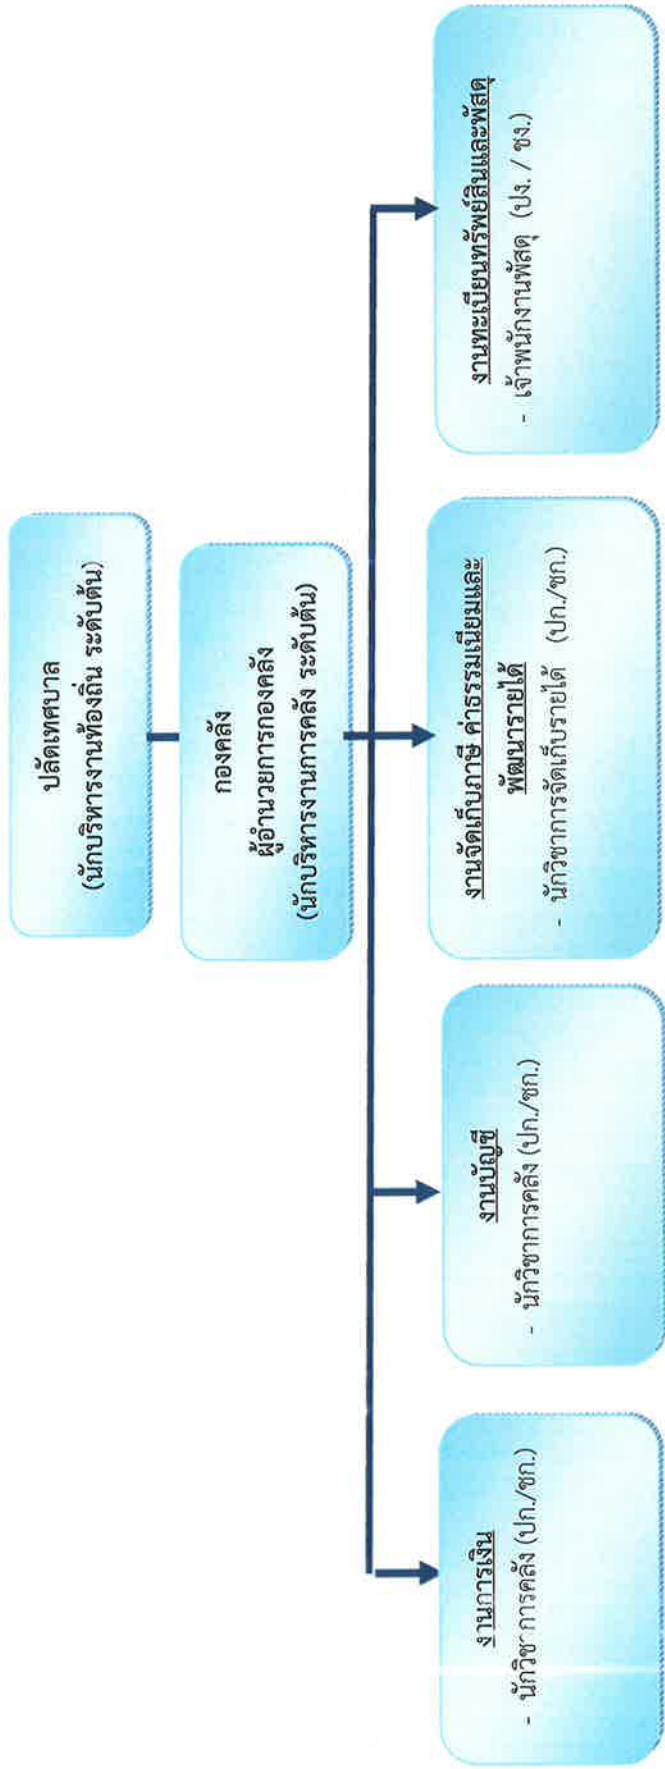 ปลัดเทศบาล
(นักบริหารงานท้องถิ่น ระดับต้น)
กองคลัง
ผู้อำนวยการกองคลัง
(นักบริหารงานการคลัง ระดับต้น)
งานการเงิน
- นักวิชาการคลัง (ปก./ชก.)
งานบัญชี
- นักวิชาการคลัง (ปก./ชก.)
งานจัดเก็บภาษี ค่าธรรมเนียมและ
พัฒนารายได้
- นักวิชาการจัดเก็บรายได้ (ปก./ชก.)
งานทะเบียนทรัพย์สินและพัสดุ
- เจ้าพนักงานพัสดุ (ปง. / ชง.)